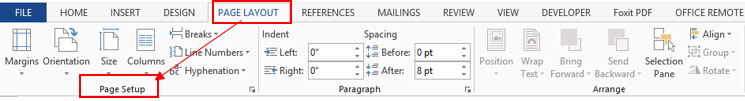 FILE HOME INSERT DESIGN PAGE LAYOUT REFERENCES MAILINGS REVIEW VIEW DEVELOPER Foxit PDF OFFICE REMOTE
Margins Orientation Size Columns
Breaks
Line Numbers
Hyphenation
Page Setup
Indent
Left: 0"
Right: 0"
Spacing
Before: 0 pt
After: 8 pt
Paragraph
Position
Wrap
Text
Bring
Forward
Send
Backward
Selection
Pane
Align
Group
Rotate
Arrange